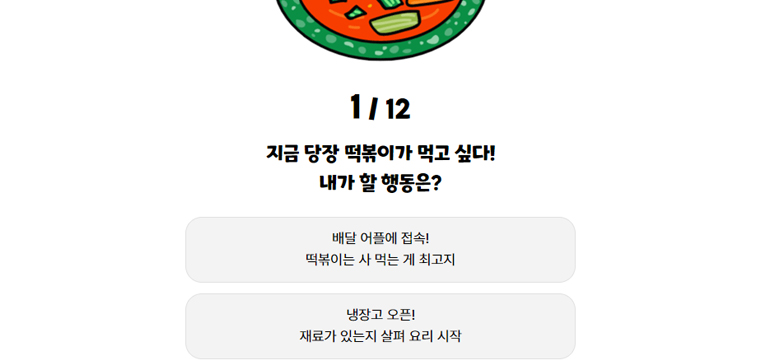 1 / 12
지금 당장 떡볶이가 먹고 싶다!
내가 할 행동은?
배달 어플에 접속!
떡볶이는 사 먹는 게 최고지
냉장고 오픈!
재료가 있는지 살펴 요리 시작